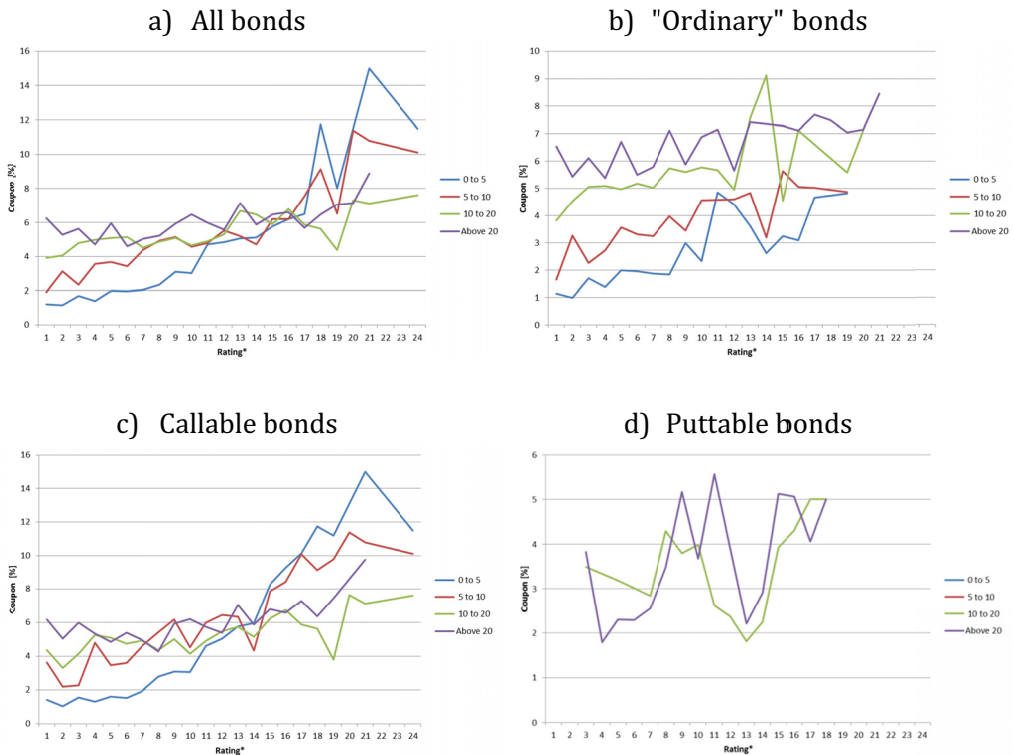 a) All bonds
16
14
12
10
8
6
4
2
0
Coupon [%]
1 2 3 4 5 6 7 8 9 10 11 12 13 14 15 16 17 18 19 20 21 22 23 24
Rating*
0 to 5
5 to 10
10 to 20
Above 20
b) "Ordinary" bonds
10
9
8
7
6
5
4
3
2
1
0
Coupon [%]
1 2 3 4 5 6 7 8 9 10 11 12 13 14 15 16 17 18 19 20 21 22 23 24
Rating*
0 to 5
5 to 10
10 to 20
Above 20
c) Callable bonds
16
14
12
10
8
6
4
2
0
Coupon [%]
1 2 3 4 5 6 7 8 9 10 11 12 13 14 15 16 17 18 19 20 21 22 23 24
Rating*
0 to 5
5 to 10
10 to 20
Above 20
d) Puttable bonds
6
5
4
3
2
1
0
Coupon [%]
1 2 3 4 5 6 7 8 9 10 11 12 13 14 15 16 17 18 19 20 21 22 23 24
Rating*
0 to 5
5 to 10
10 to 20
Above 20